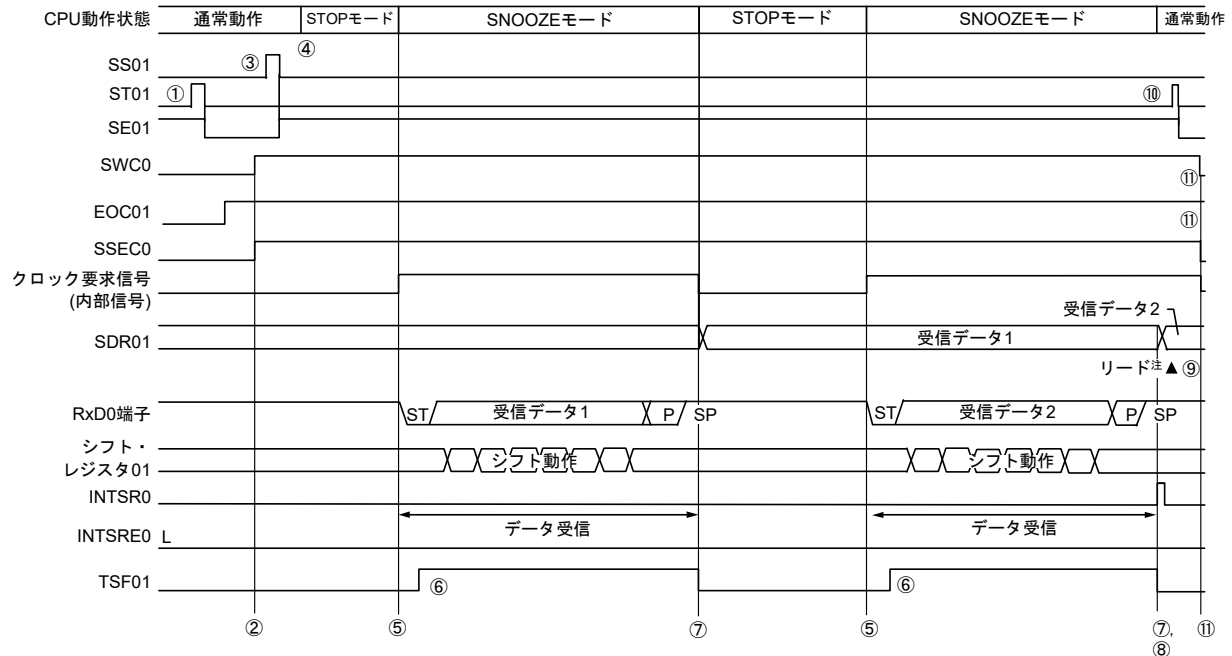 CPU動作状態 通常動作 STOPモード SNOOZEモード STOPモード SNOOZEモード 通常動作
SS01 ③ ④
ST01 ① ⑩
SE01
SWC0 ⑪
EOC01 ⑪
SSEC0
クロック要求信号
(内部信号)
受信データ2
SDR01 受信データ1
リード注▲ ⑨
RxD0端子 ST 受信データ1 P SP ST 受信データ2 P SP
シフト・
レジスタ01 シフト動作 シフト動作
INTSR0
データ受信 データ受信
INTSRE0 L
TSF01 ⑥ ⑥
② ⑤ ⑦ ⑤ ⑦, ⑪
⑧